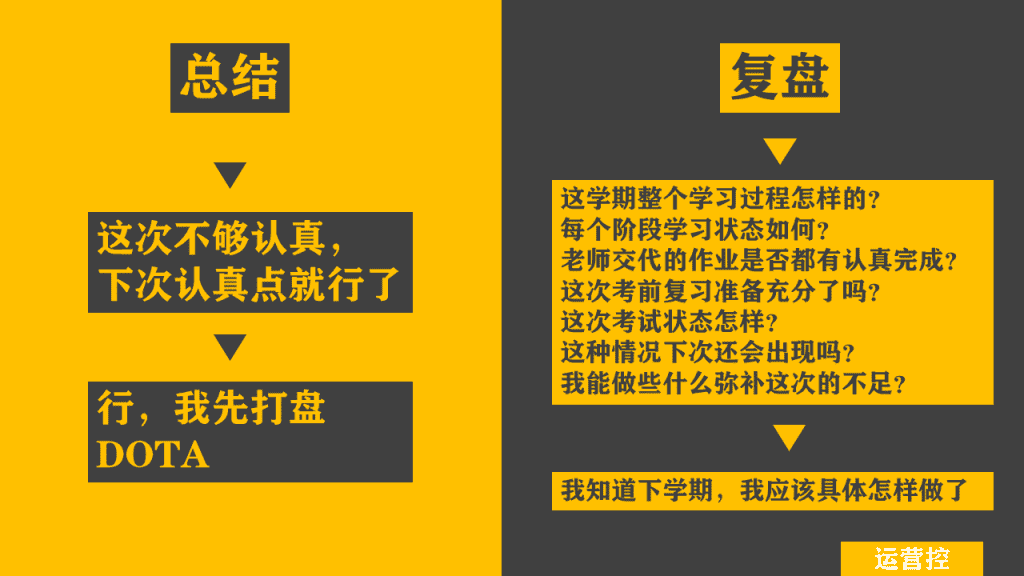 总结
这次不够认真，
下次认真点就行了
行，我先打盘
DOTA
复盘
这学期整个学习过程怎样的？
每个阶段学习状态如何？
老师交代的作业是否都有认真完成？
这次考前复习准备充分了吗？
这次考试状态怎样？
这种情况下次还会出现吗？
我能做些什么弥补这次的不足？
我知道下学期，我应该具体怎样做了
运营控